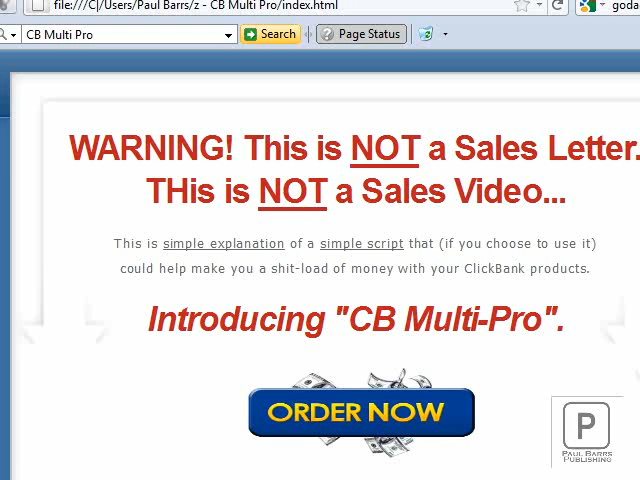 file:///C|/Users/Paul Barrs/z - CB Multi Pro/index.html
goda
CB Multi Pro
Search
Page Status
WARNING! This is NOT a Sales Letter.
THis is NOT a Sales Video...
This is simple explanation of a simple script that (if you choose to use it)
could help make you a shit-load of money with your ClickBank products.
Introducing "CB Multi-Pro".
ORDER NOW
P
PAUL BARRS
PUBLISHING